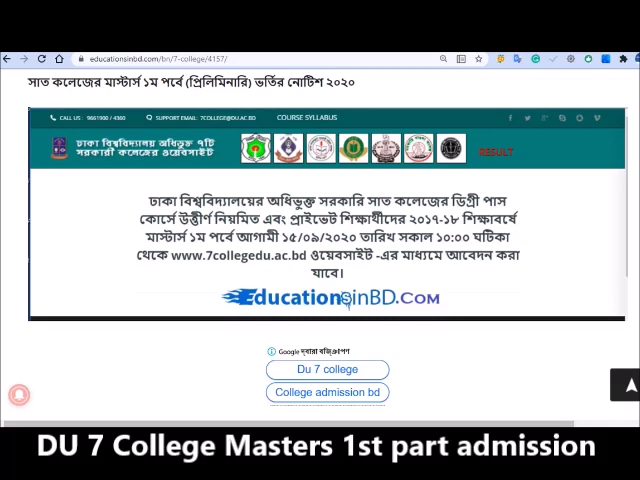 educationsinbd.com/bn/7-college/4157/
সাত কলেজের মাস্টার্স ১ম পর্বে (প্রিলিমিনারি) ভর্তির নোটিশ ২০২০
CALL US: 9661900 / 4360 SUPPORT EMAIL: 7COLLEGE@DU.AC.BD COURSE SYLLABUS
ঢাকা বিশ্ববিদ্যালয় অধিভুক্ত ৭টি
সরকারী কলেজের ওয়েবসাইট
RESULT
ঢাকা বিশ্ববিদ্যালয়ের অধিভুক্ত সরকারি সাত কলেজের ডিগ্রী পাস
কোর্সে উত্তীর্ণ নিয়মিত এবং প্রাইভেট শিক্ষার্থীদের ২০১৭-১৮ শিক্ষাবর্ষে
মাস্টার্স ১ম পর্বে আগামী ১৫/০৯/২০২০ তারিখ সকাল ১০:০০ ঘটিকা
থেকে www.7collegedu.ac.bd ওয়েবসাইট -এর মাধ্যমে আবেদন করা
যাবে।
EducationsinBD.Com
Google দ্বারা বিজ্ঞাপণ
Du 7 college
College admission bd
DU 7 College Masters 1st part admission